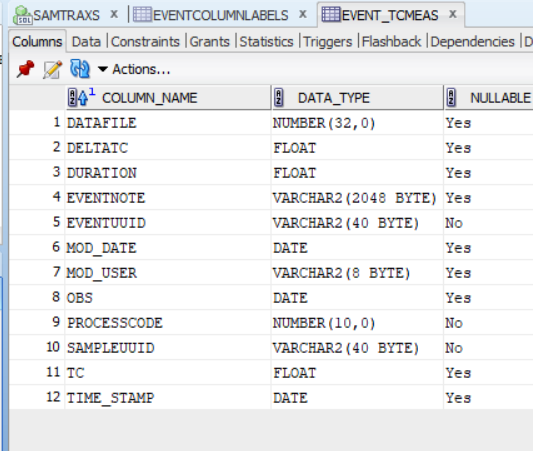 SAMTRAXS x EVENTCOLUMNLABELS x EVENT_TCMEAS x
Columns Data Constraints Grants Statistics Triggers Flashback Dependencies D
Actions...
COLUMN_NAME DATA_TYPE NULLABLE
1 DATAFILE NUMBER(32,0) Yes
2 DELTATC FLOAT Yes
3 DURATION FLOAT Yes
4 EVENTNOTE VARCHAR2(2048 BYTE) Yes
5 EVENTUUID VARCHAR2(40 BYTE) No
6 MOD_DATE DATE Yes
7 MOD_USER VARCHAR2(8 BYTE) Yes
8 OBS DATE Yes
9 PROCESSCODE NUMBER(10,0) No
10 SAMPLEUUID VARCHAR2(40 BYTE) No
11 TC FLOAT Yes
12 TIME_STAMP DATE Yes